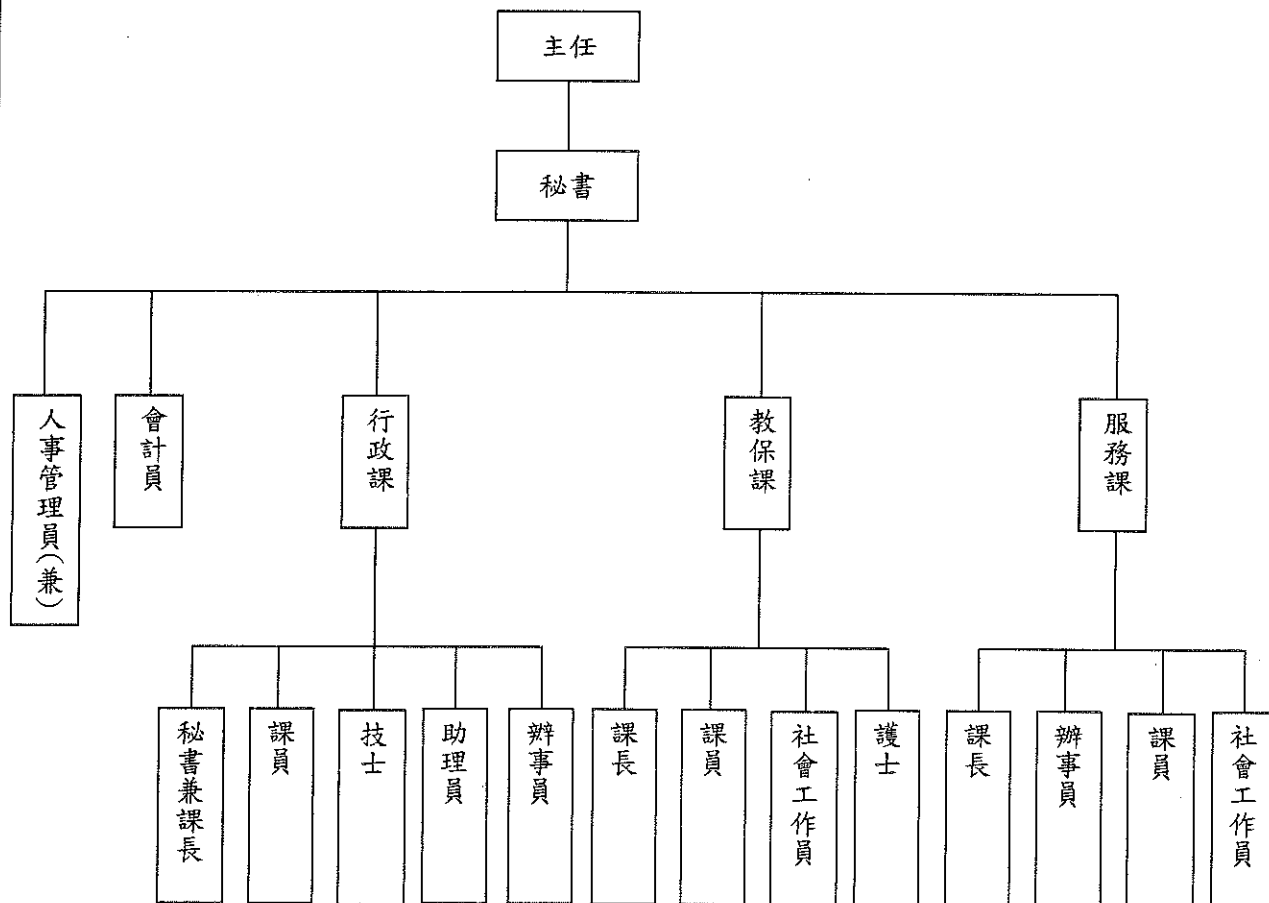 主任
秘書
人事管理員(兼)
會計員
行政課
教保課
服務課
秘書兼課長
課員
技士
助理員
辦事員
課長
課員
社會工作員
護士
課長
辦事員
課員
社會工作員